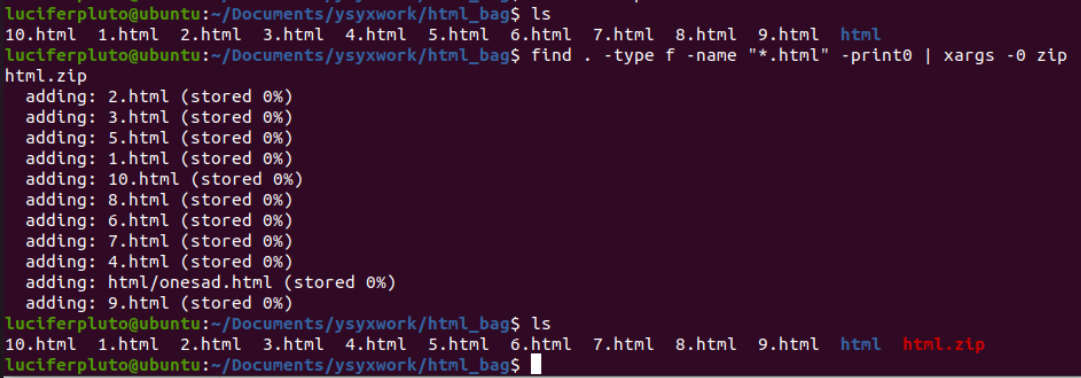 luciferpluto@ubuntu:~/Documents/ysyxwork/html_bag$ ls
10.html  1.html  2.html  3.html  4.html  5.html  6.html  7.html  8.html  9.html  html
luciferpluto@ubuntu:~/Documents/ysyxwork/html_bag$ find . -type f -name "*.html" -print0 | xargs -0 zip
html.zip
  adding: 2.html (stored 0%)
  adding: 3.html (stored 0%)
  adding: 5.html (stored 0%)
  adding: 1.html (stored 0%)
  adding: 10.html (stored 0%)
  adding: 8.html (stored 0%)
  adding: 6.html (stored 0%)
  adding: 7.html (stored 0%)
  adding: 4.html (stored 0%)
  adding: html/onesad.html (stored 0%)
  adding: 9.html (stored 0%)
luciferpluto@ubuntu:~/Documents/ysyxwork/html_bag$ ls
10.html  1.html  2.html  3.html  4.html  5.html  6.html  7.html  8.html  9.html  html  html.zip
luciferpluto@ubuntu:~/Documents/ysyxwork/html_bag$